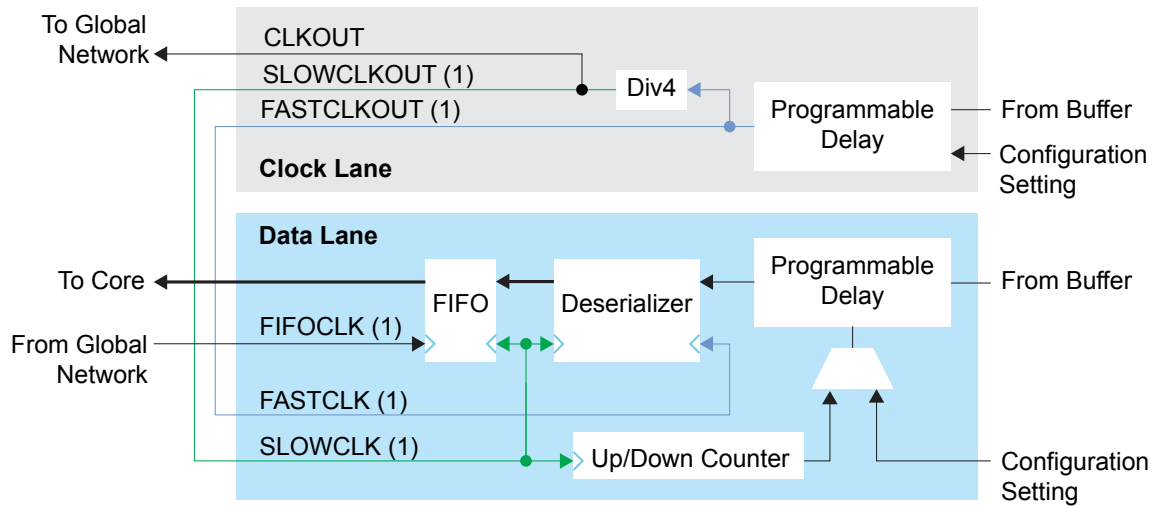 To Global
Network
CLKOUT
SLOWCLKOUT (1)
FASTCLKOUT (1)
Div4
Programmable
Delay
From Buffer
Configuration
Setting
Clock Lane
Data Lane
To Core
FIFO
Deserializer
Programmable
Delay
From Buffer
FIFOCLK (1)
From Global
Network
FASTCLK (1)
SLOWCLK (1)
Up/Down Counter
Configuration
Setting